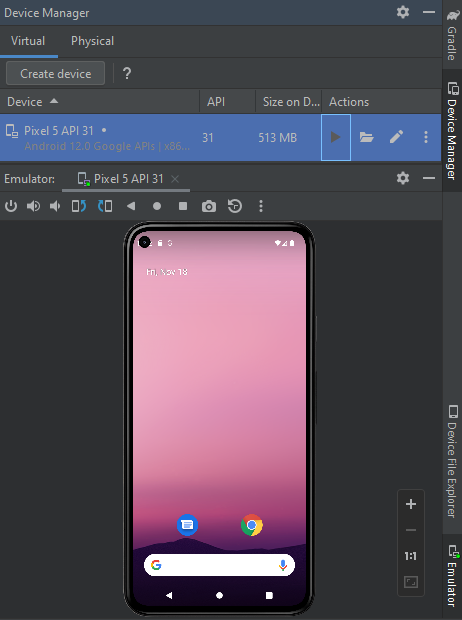 Device Manager
Virtual Physical
Create device ?
Device API Size on D... Actions
Pixel 5 API 31
Android 12.0 Google APIs | x86... 31 513 MB
Emulator: Pixel 5 API 31
Fri, Nov 18
1:1
Gradle
Device Manager
Device File Explorer
Emulator